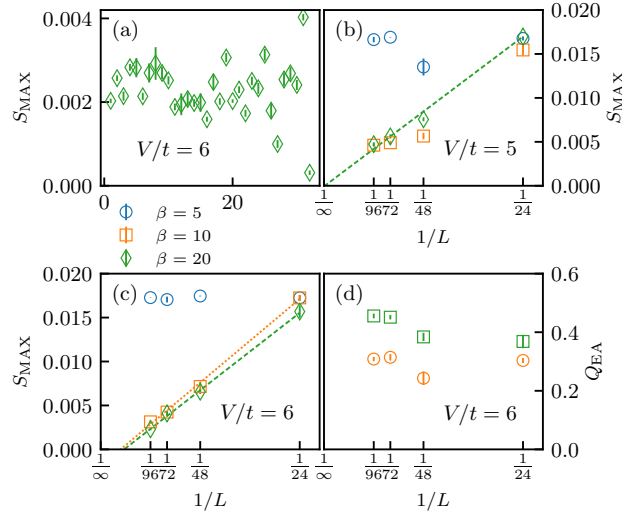 (a)
S_MAX
0.004
0.002
0.000
V/t = 6
0
20
(b)
S_MAX
0.020
0.015
0.010
0.005
0.000
V/t = 5
1/∞
1/96
1/72
1/48
1/24
1/L
β = 5
β = 10
β = 20
(c)
S_MAX
0.020
0.015
0.010
0.005
0.000
V/t = 6
1/∞
1/96
1/72
1/48
1/24
1/L
(d)
Q_EA
0.6
0.4
0.2
0.0
V/t = 6
1/∞
1/96
1/72
1/48
1/24
1/L